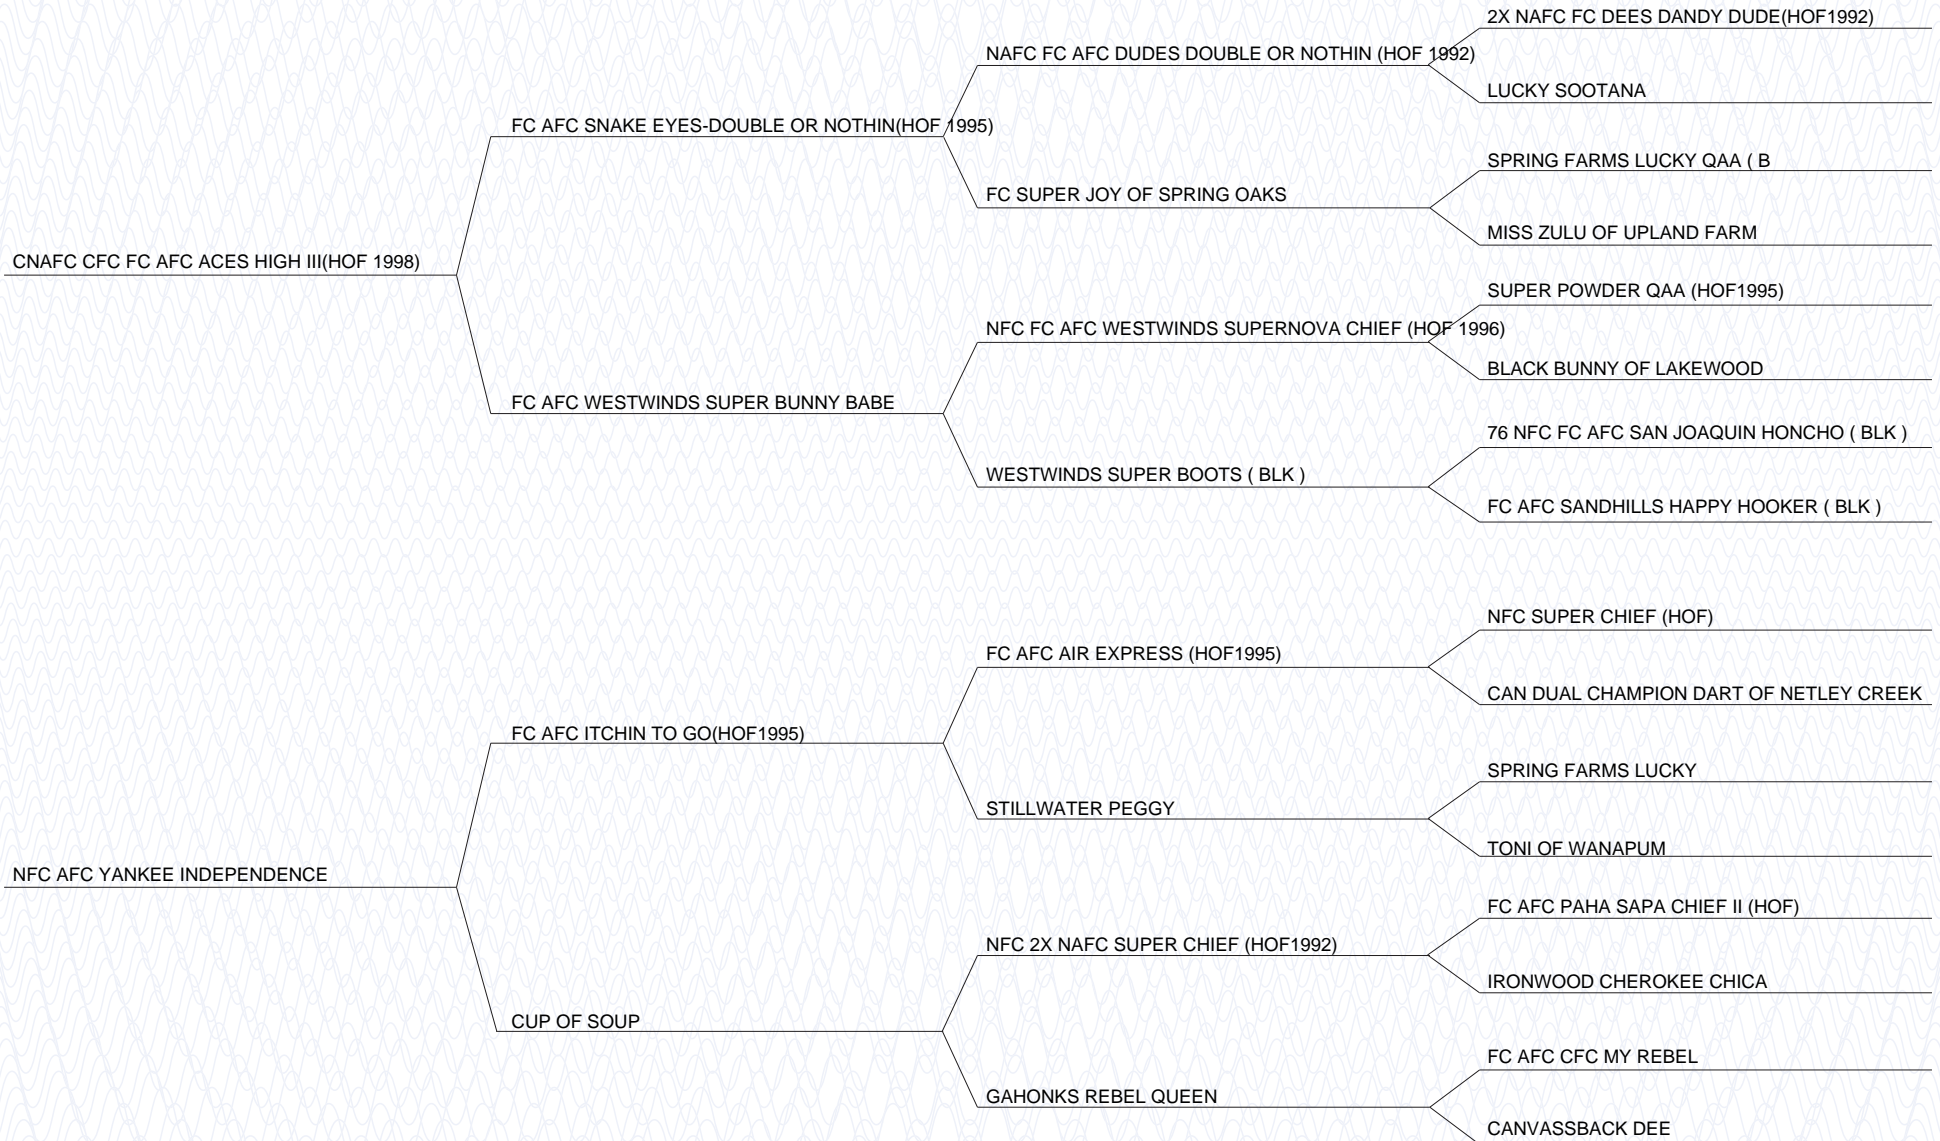 2X NAFC FC DEES DANDY DUDE(HOF1992)
NAFC FC AFC DUDES DOUBLE OR NOTHIN (HOF 1992)
LUCKY SOOTANA
FC AFC SNAKE EYES-DOUBLE OR NOTHIN(HOF 1995)
SPRING FARMS LUCKY QAA ( B
FC SUPER JOY OF SPRING OAKS
MISS ZULU OF UPLAND FARM
CNAFC CFC FC AFC ACES HIGH III(HOF 1998)
SUPER POWDER QAA (HOF1995)
NFC FC AFC WESTWINDS SUPERNOVA CHIEF (HOF 1996)
BLACK BUNNY OF LAKEWOOD
FC AFC WESTWINDS SUPER BUNNY BABE
76 NFC FC AFC SAN JOAQUIN HONCHO ( BLK )
WESTWINDS SUPER BOOTS ( BLK )
FC AFC SANDHILLS HAPPY HOOKER ( BLK )
NFC SUPER CHIEF (HOF)
FC AFC AIR EXPRESS (HOF1995)
CAN DUAL CHAMPION DART OF NETLEY CREEK
FC AFC ITCHIN TO GO(HOF1995)
SPRING FARMS LUCKY
STILLWATER PEGGY
TONI OF WANAPUM
NFC AFC YANKEE INDEPENDENCE
FC AFC PAHA SAPA CHIEF II (HOF)
NFC 2X NAFC SUPER CHIEF (HOF1992)
IRONWOOD CHEROKEE CHICA
CUP OF SOUP
FC AFC CFC MY REBEL
GAHONKS REBEL QUEEN
CANVASSBACK DEE